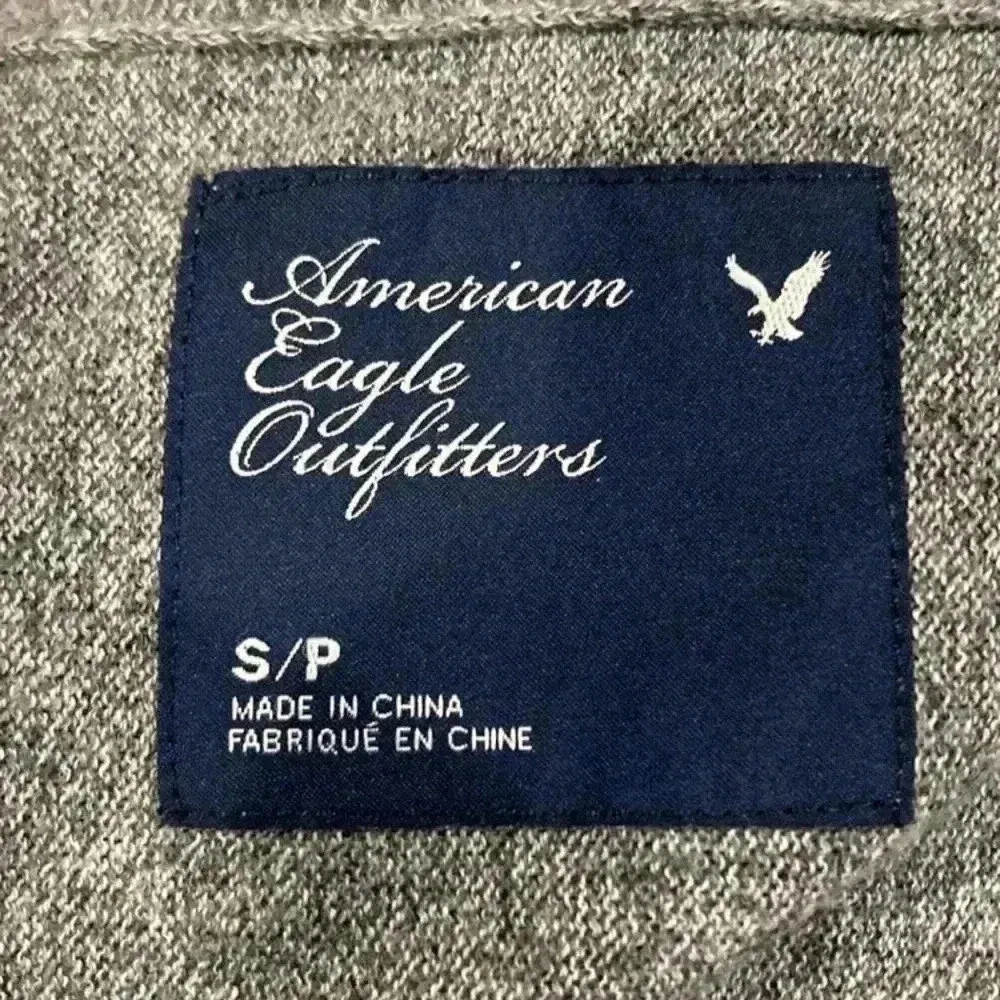 American
Eagle
Outfitters
S/P
MADE IN CHINA
FABRIQUÉ EN CHINE